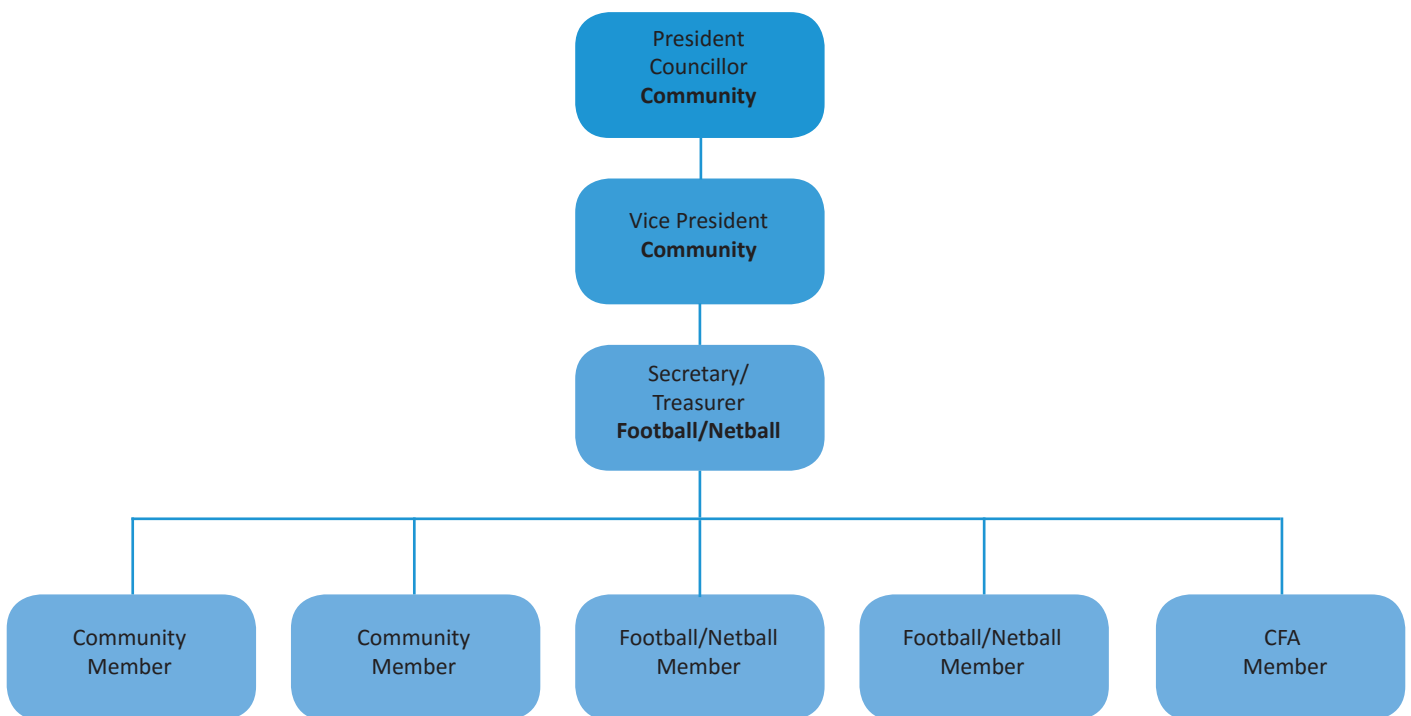 President
Councillor
Community
Vice President
Community
Secretary/
Treasurer
Football/Netball
Community
Member
Community
Member
Football/Netball
Member
Football/Netball
Member
CFA
Member